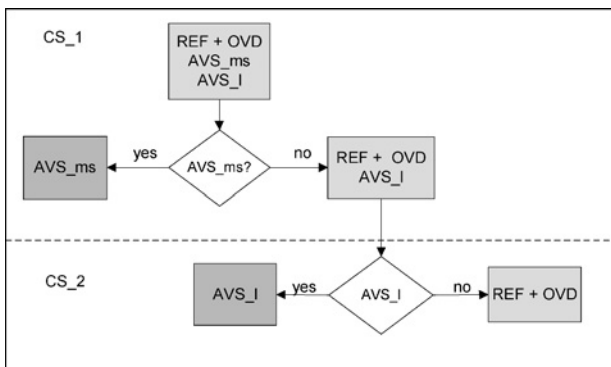 CS_1
REF + OVD
AVS_ms
AVS_l
AVS_ms
yes
AVS_ms?
no
REF + OVD
AVS_l
CS_2
AVS_l
yes
AVS_l
no
REF + OVD